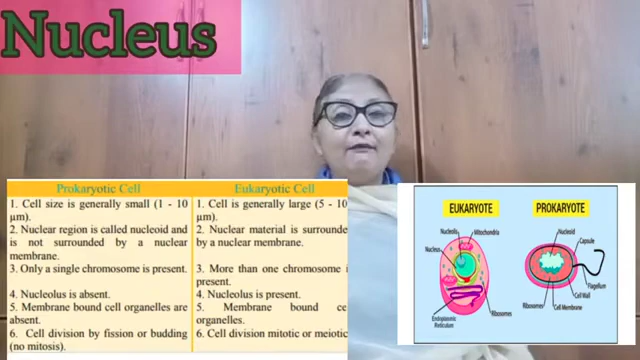 Nucleus
Prokaryotic Cell
Eukaryotic Cell
1. Cell size is generally small (1 - 10
µm).
2. Nuclear region is called nucleoid and
is not surrounded by a nuclear
membrane.
3. Only a single chromosome is present.
4. Nucleolus is absent.
5. Membrane bound cell organelles are
absent.
6. Cell division by fission or budding
(no mitosis).
1. Cell is generally large (5 - 10
µm).
2. Nuclear material is surrounde
by a nuclear membrane.
3. More than one chromosome i
present.
4. Nucleolus is present.
5. Membrane bound ce
organelles.
6. Cell division mitotic or meiotic
EUKARYOTE
Nucleolis
Mitochondria
Nucleus
Ribosomes
Endoplasmic
Reticulum
PROKARYOTE
Nucleoid
Capsule
Flagellum
Cell Wall
Cell Membrane
Ribosomes